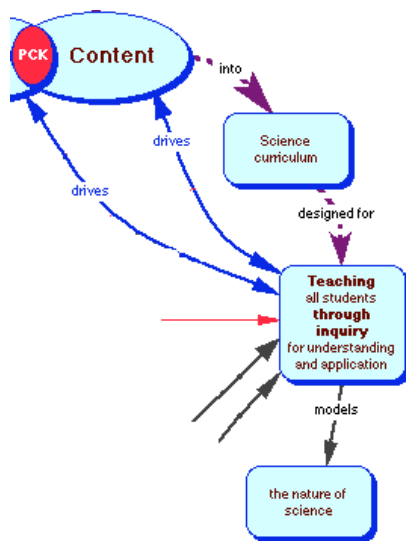 PCK
Content
into
Science
curriculum
drives
drives
designed for
Teaching
all students
through
inquiry
for understanding
and application
models
the nature of
science